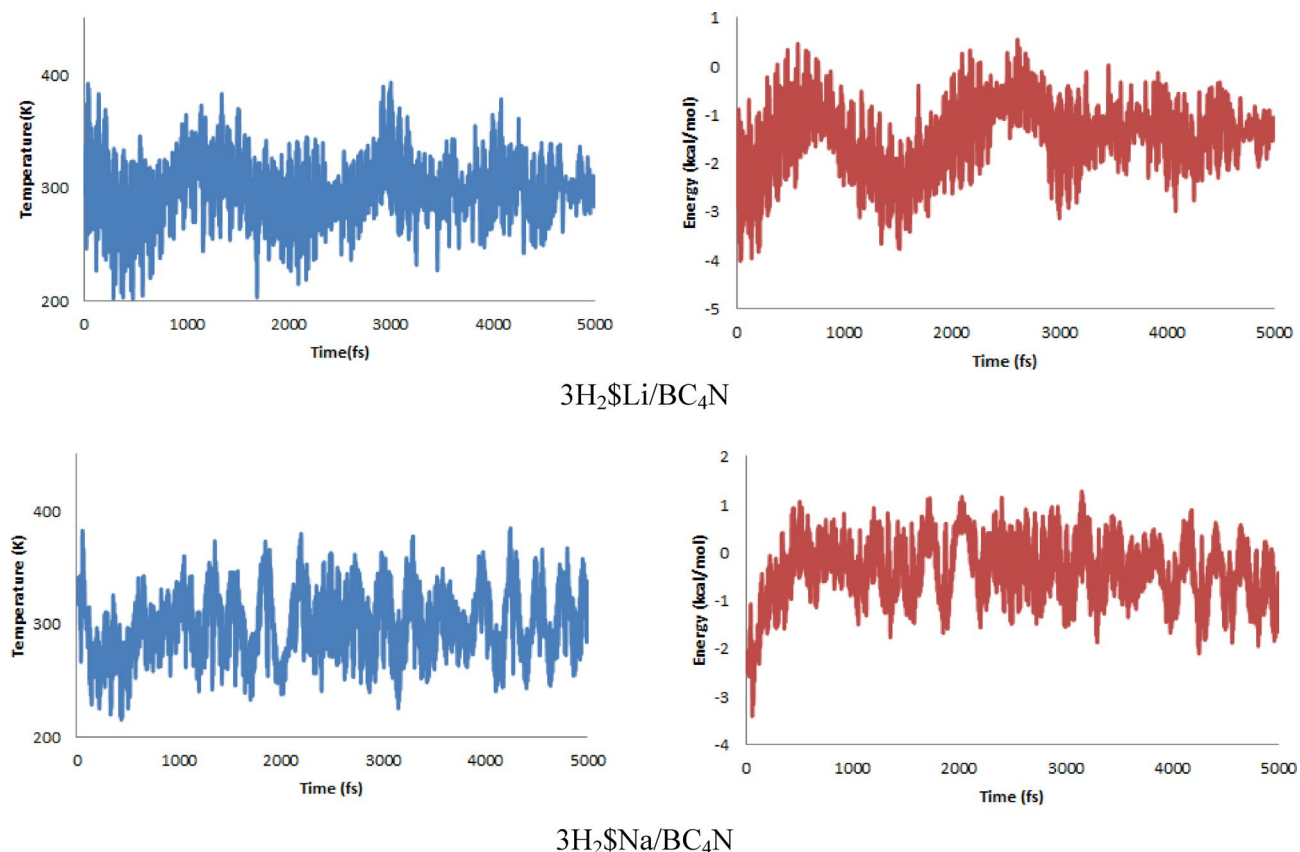 Temperature(K)
400
300
200
0 1000 2000 3000 4000 5000
Time(fs)
Energy (kcal/mol)
1
0
-1
-2
-3
-4
-5
0 1000 2000 3000 4000 5000
Time (fs)
3H₂$Li/BC₄N
Temperature (K)
400
300
200
0 1000 2000 3000 4000 5000
Time (fs)
Energy (kcal/mol)
2
1
0
-1
-2
-3
-4
0 1000 2000 3000 4000 5000
Time (fs)
3H₂$Na/BC₄N